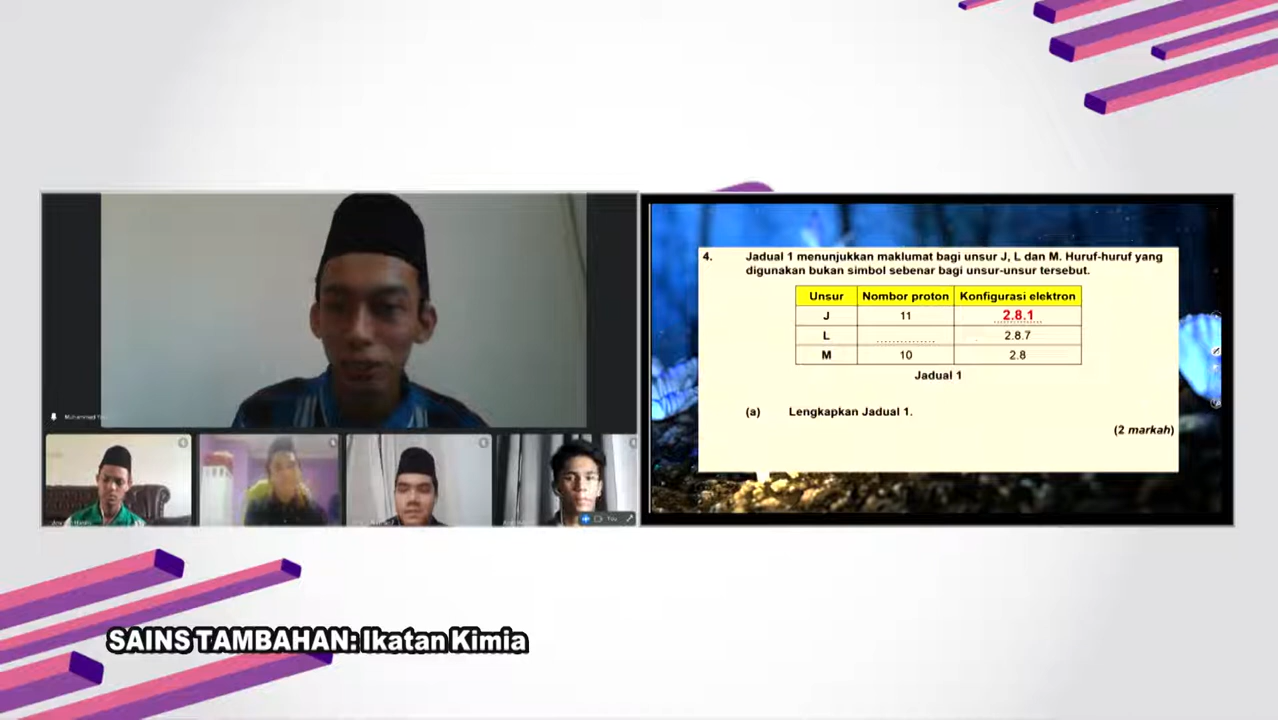 4. Jadual 1 menunjukkan maklumat bagi unsur J, L dan M. Huruf-huruf yang
digunakan bukan simbol sebenar bagi unsur-unsur tersebut.
Unsur Nombor proton Konfigurasi elektron
J 11 2.8.1
L ............... 2.8.7
M 10 2.8
Jadual 1
(a) Lengkapkan Jadual 1.
(2 markah)
Muhammad
You
SAINS TAMBAHAN: Ikatan Kimia